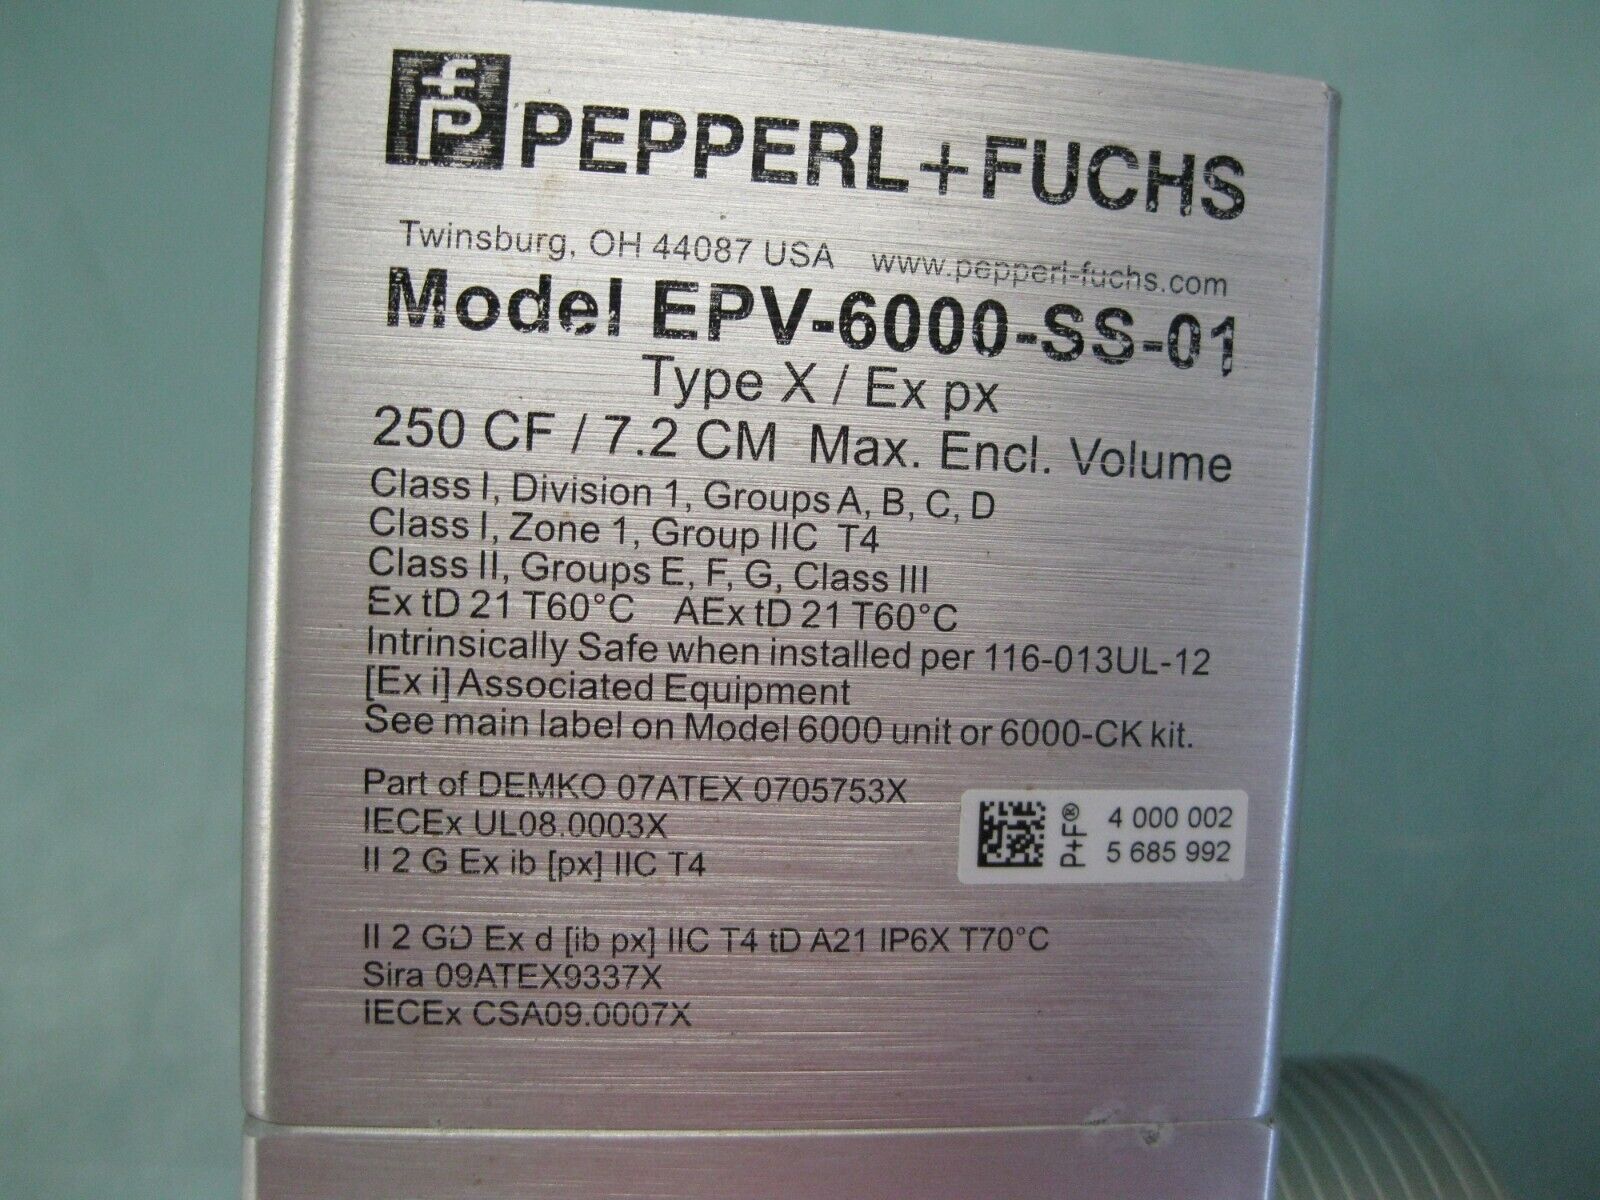 fP PEPPERL+FUCHS
Twinsburg, OH 44087 USA www.pepperl-fuchs.com
Model EPV-6000-SS-01
Type X / Ex px
250 CF / 7.2 CM Max. Encl. Volume
Class I, Division 1, Groups A, B, C, D
Class I, Zone 1, Group IIC T4
Class II, Groups E, F, G, Class III
Ex tD 21 T60°C AEx tD 21 T60°C
Intrinsically Safe when installed per 116-013UL-12
[Ex i] Associated Equipment
See main label on Model 6000 unit or 6000-CK kit.
Part of DEMKO 07ATEX 0705753X
IECEx UL08.0003X
II 2 G Ex ib [px] IIC T4
P+F® 4 000 002
5 685 992
II 2 GD Ex d [ib px] IIC T4 tD A21 IP6X T70°C
Sira 09ATEX9337X
IECEx CSA09.0007X